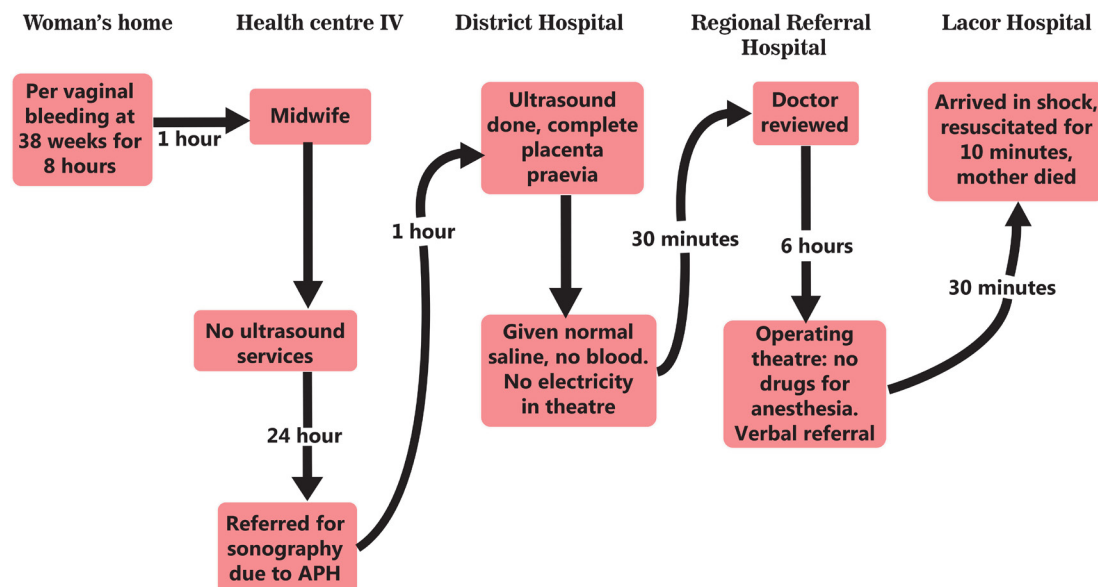 Woman's home
Health centre IV
District Hospital
Regional Referral
Hospital
Lacor Hospital
Per vaginal
bleeding at
38 weeks for
8 hours
1 hour
Midwife
No ultrasound
services
24 hour
Referred for
sonography
due to APH
1 hour
Ultrasound
done, complete
placenta
praevia
Given normal
saline, no blood.
No electricity
in theatre
30 minutes
Doctor
reviewed
6 hours
Operating
theatre: no
drugs for
anesthesia.
Verbal referral
30 minutes
Arrived in shock,
resuscitated for
10 minutes,
mother died